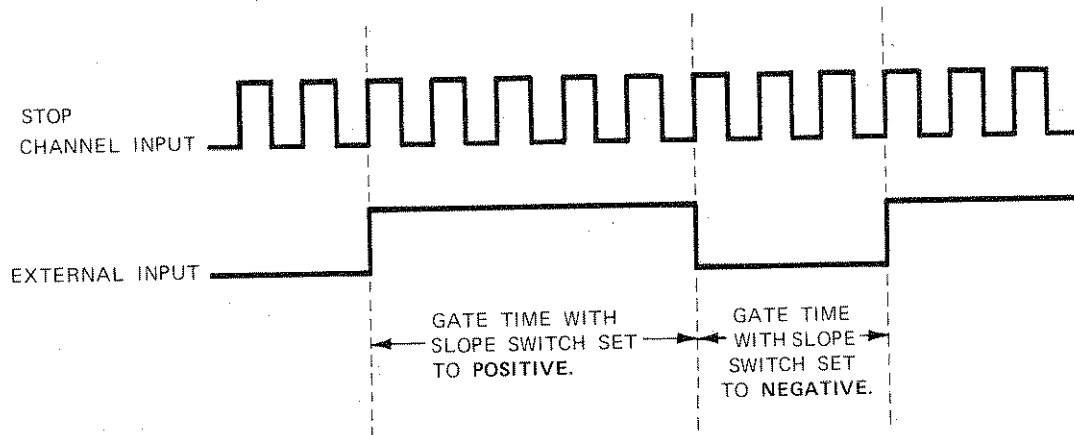 STOP
CHANNEL INPUT
EXTERNAL INPUT
GATE TIME WITH
SLOPE SWITCH SET
TO POSITIVE.
GATE TIME
WITH SLOPE
SWITCH SET
TO NEGATIVE.